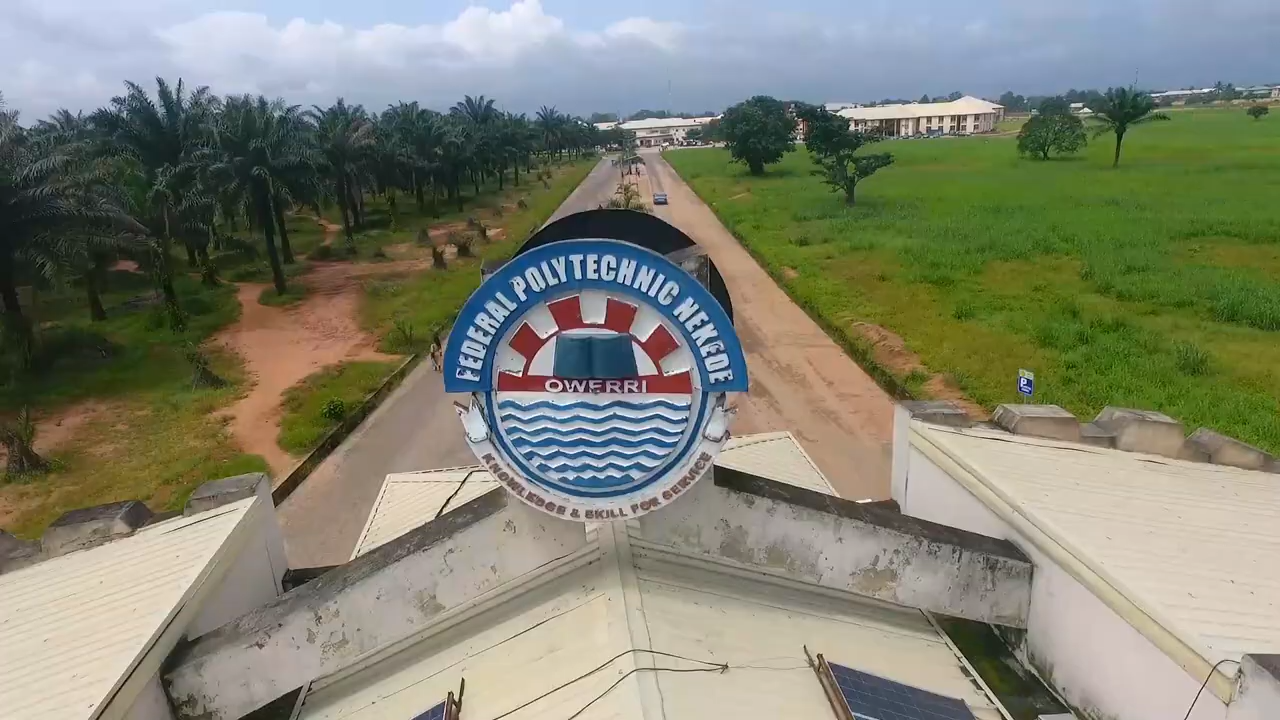 FEDERAL POLYTECHNIC NEKEDE
OWERRI
KNOWLEDGE & SKILL FOR SERVICE
P